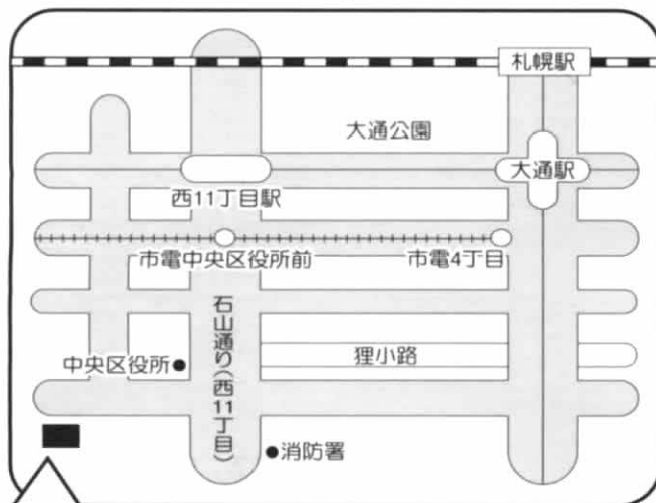 札幌駅
大通公園
大通駅
西11丁目駅
市電中央区役所前
市電4丁目
石山通り(西11丁目)
狸小路
中央区役所
消防署